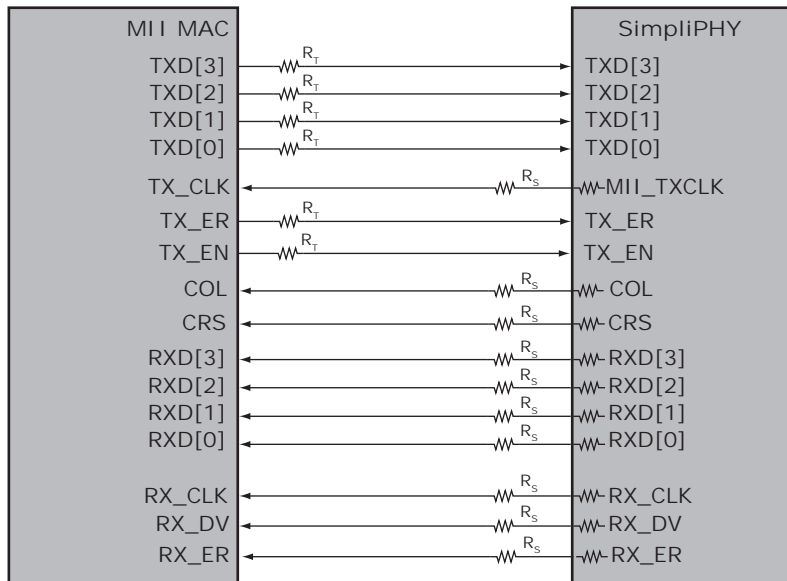 MII MAC SimpliPHY
TXD[3] R_T TXD[3]
TXD[2] R_T TXD[2]
TXD[1] R_T TXD[1]
TXD[0] R_T TXD[0]
TX_CLK R_S MII_TXCLK
TX_ER R_T TX_ER
TX_EN R_T TX_EN
COL R_S COL
CRS R_S CRS
RXD[3] R_S RXD[3]
RXD[2] R_S RXD[2]
RXD[1] R_S RXD[1]
RXD[0] R_S RXD[0]
RX_CLK R_S RX_CLK
RX_DV R_S RX_DV
RX_ER R_S RX_ER